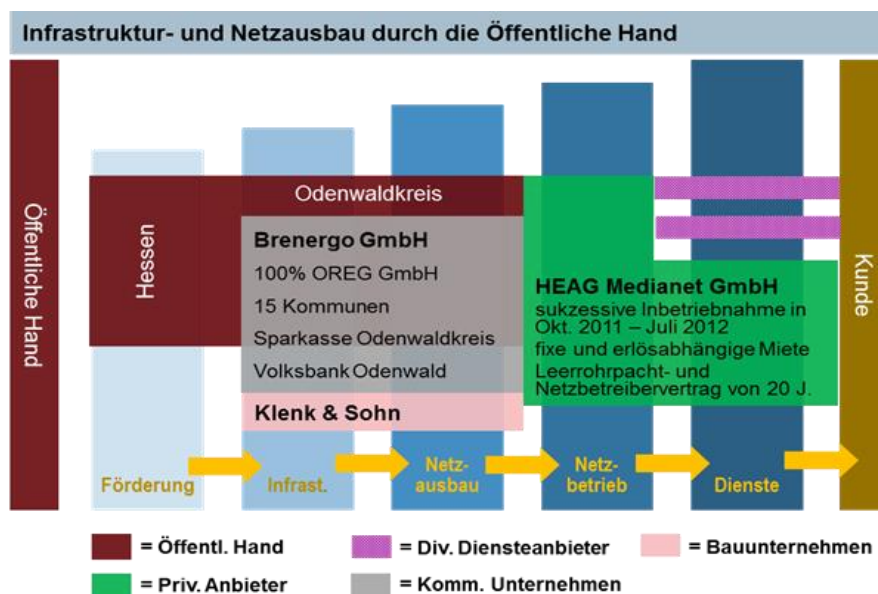 Infrastruktur- und Netzausbau durch die Öffentliche Hand
Öffentliche Hand
Hessen
Odenwaldkreis
Brenergo GmbH
100% OREG GmbH
15 Kommunen
Sparkasse Odenwaldkreis
Volksbank Odenwald
Klenk & Sohn
HEAG Medianet GmbH
sukzessive Inbetriebnahme in
Okt. 2011 – Juli 2012
fixe und erlösabhängige Miete
Leerrohrpacht- und
Netzbetreibervertrag von 20 J.
Kunde
Förderung
Infrast.
Netz-
ausbau
Netz-
betrieb
Dienste
= Öffentl. Hand
= Div. Diensteanbieter
= Bauunternehmen
= Priv. Anbieter
= Komm. Unternehmen